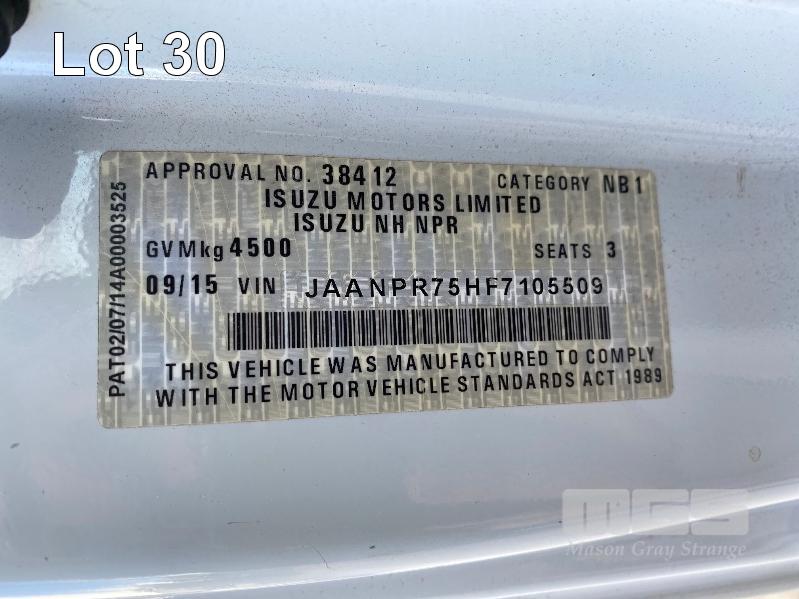 Lot 30
APPROVAL NO. 38412 CATEGORY NB1
ISUZU MOTORS LIMITED
ISUZU NH NPR
GVMkg 4500 SEATS 3
09/15 VIN JAANPR75HF7105509
THIS VEHICLE WAS MANUFACTURED TO COMPLY
WITH THE MOTOR VEHICLE STANDARDS ACT 1989
PAT02/07/14A00003525
MGS
Mason Gray Strange